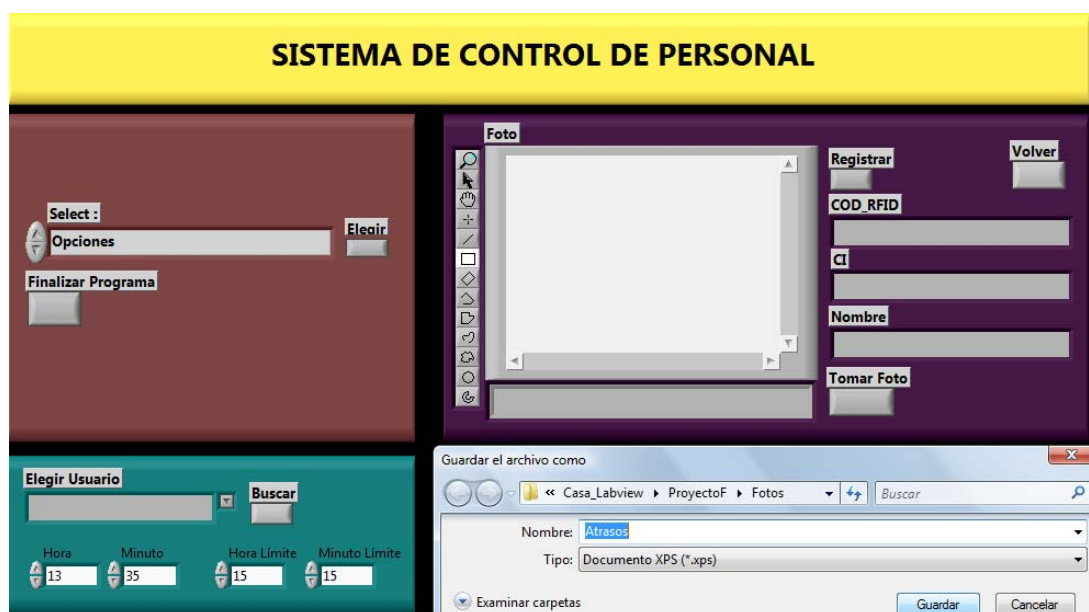 SISTEMA DE CONTROL DE PERSONAL
Select :
Opciones
Elegir
Finalizar Programa
Foto
Registrar
Volver
COD_RFID
CI
Nombre
Tomar Foto
Elegir Usuario
Buscar
Hora Minuto Hora Límite Minuto Límite
13 35 15 15
Guardar el archivo como
« Casa_Labview ProyectoF Fotos Buscar
Nombre: Atrasos
Tipo: Documento XPS (*.xps)
Examinar carpetas Guardar Cancelar